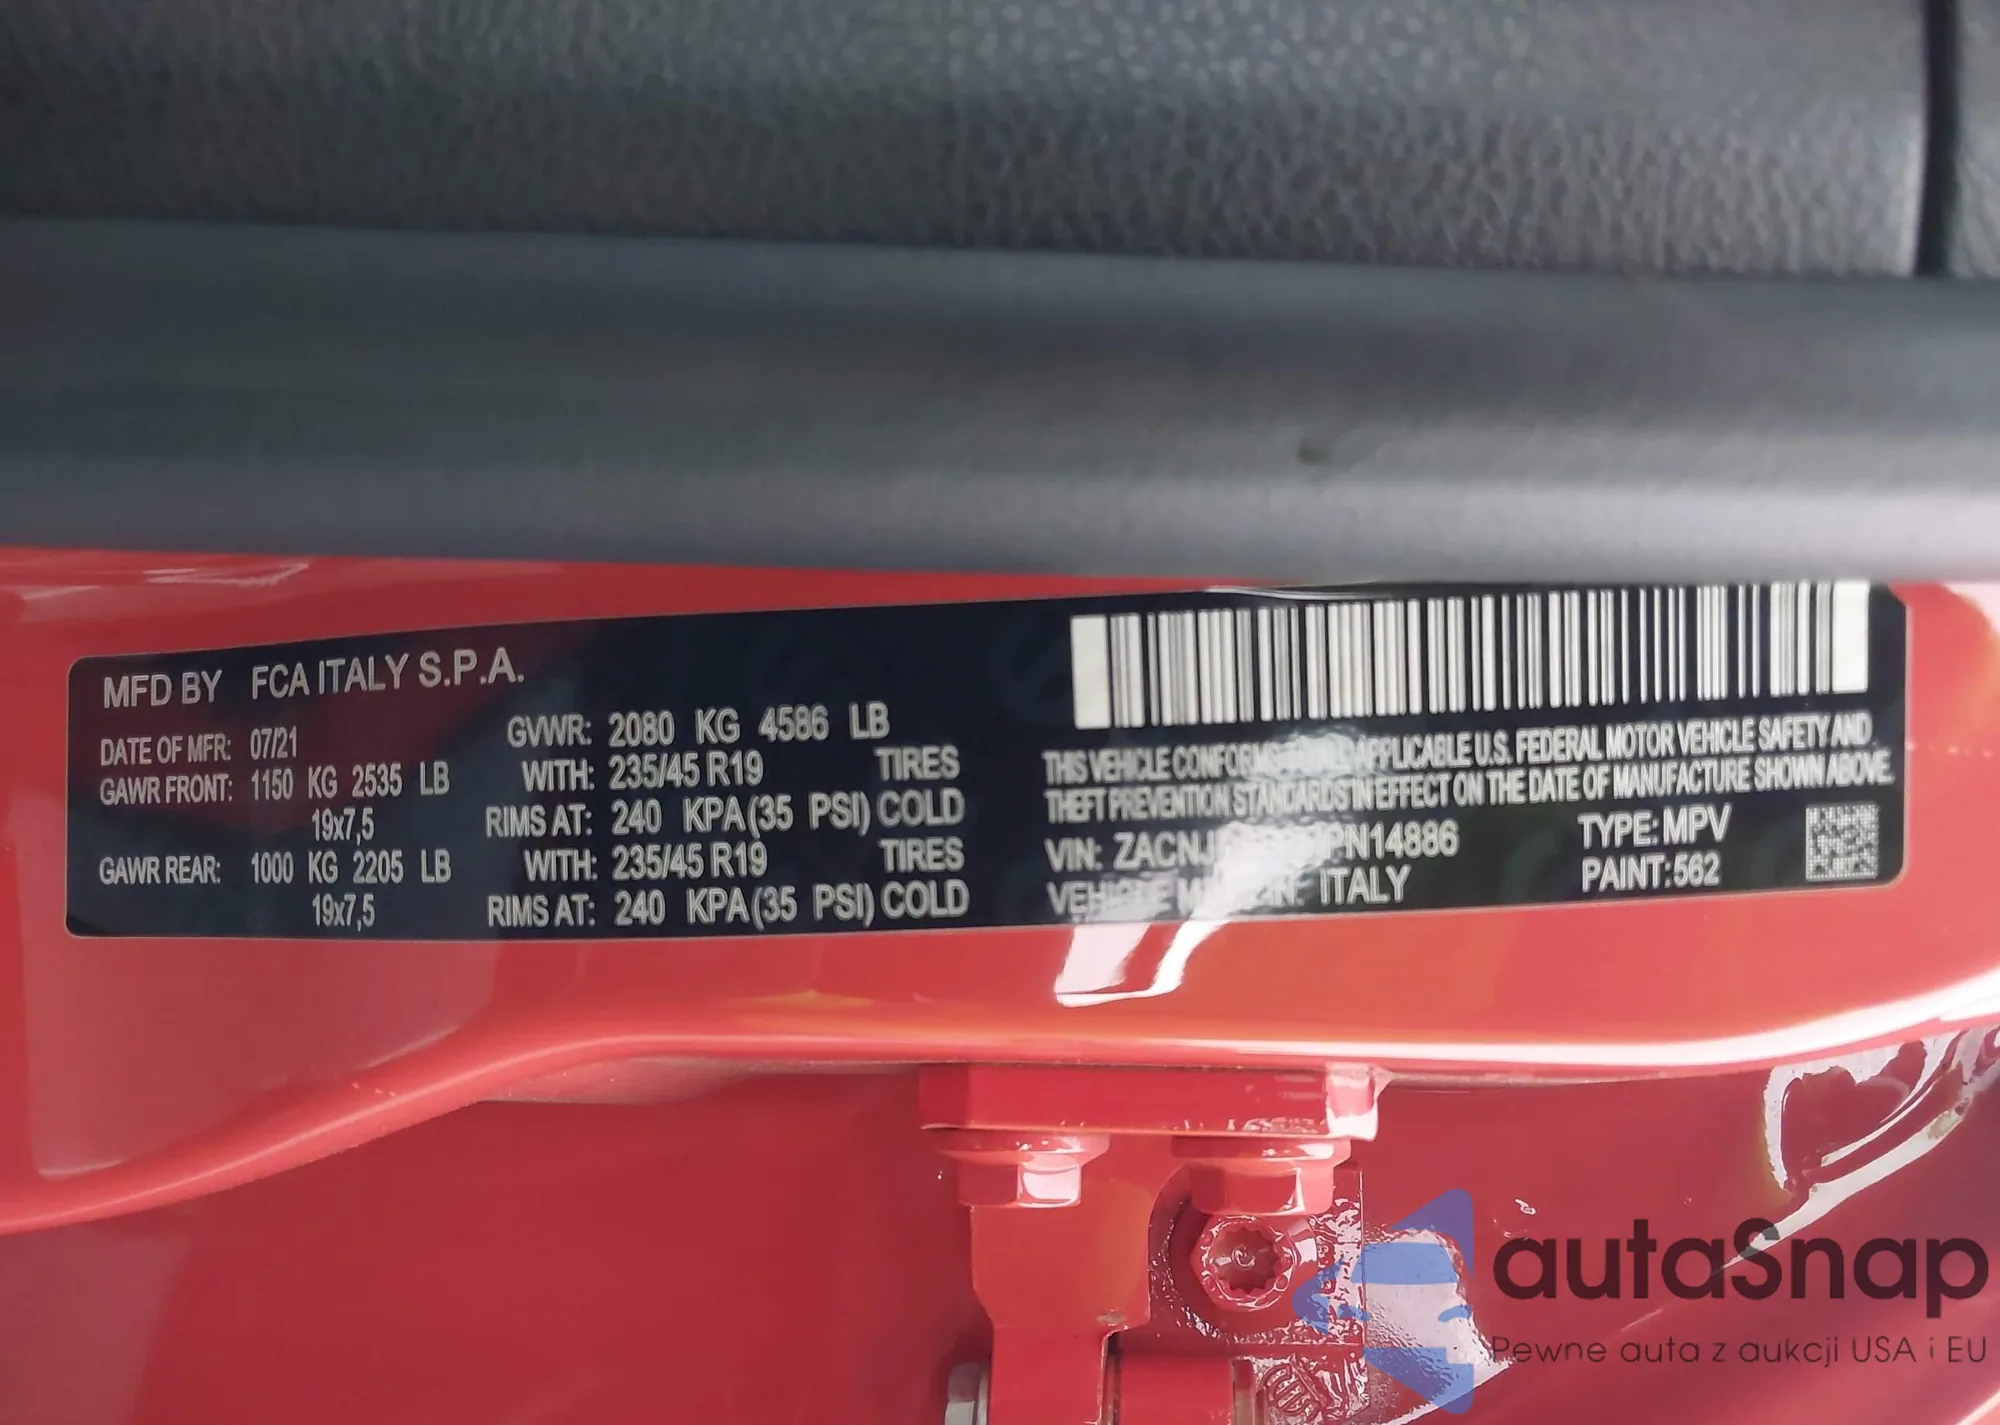 MFD BY FCA ITALY S.P.A.
DATE OF MFR: 07/21 GVWR: 2080 KG 4586 LB
GAWR FRONT: 1150 KG 2535 LB WITH: 235/45 R19 TIRES
19x7,5 RIMS AT: 240 KPA (35 PSI) COLD
GAWR REAR: 1000 KG 2205 LB WITH: 235/45 R19 TIRES
19x7,5 RIMS AT: 240 KPA (35 PSI) COLD
THIS VEHICLE APPLICABLE U.S. FEDERAL MOTOR VEHICLE SAFETY AND
THEFT PREVENTION STANDARDS IN EFFECT ON THE DATE OF MANUFACTURE SHOWN ABOVE.
VIN: TYPE: MPV
VEHICLE IN: ITALY PAINT: 562
autaSnap
Pewne auta z aukcji USA i EU